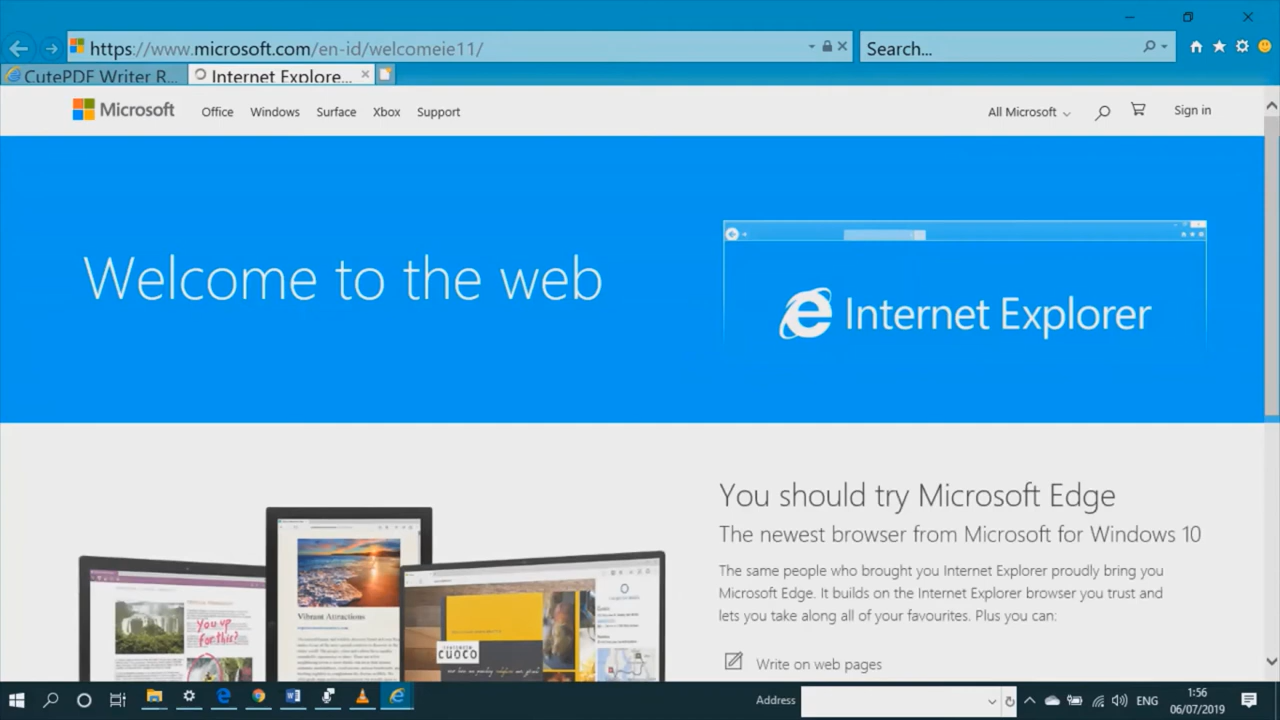 https://www.microsoft.com/en-id/welcomeie11/
Search...
CutePDF Writer R...
Internet Explore...
Microsoft
Office
Windows
Surface
Xbox
Support
All Microsoft
Sign in
Welcome to the web
Internet Explorer
You should try Microsoft Edge
The newest browser from Microsoft for Windows 10
The same people who brought you Internet Explorer proudly bring you
Microsoft Edge. It builds on the Internet Explorer browser you trust and
lets you take along all of your favourites. Plus you can:
Write on web pages
Vibrant Attractions
you up
for this?
CUOCO
Address
ENG
1:56
06/07/2019